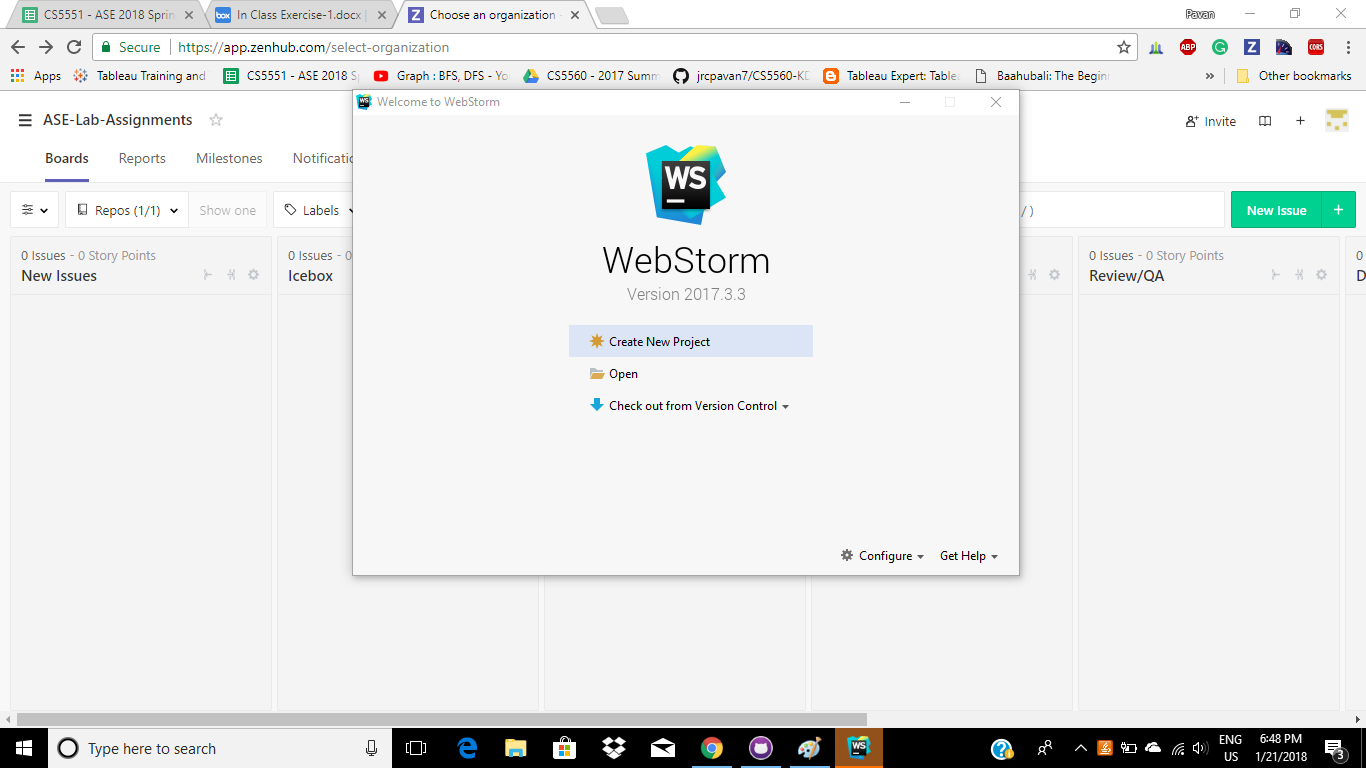 CS5551 - ASE 2018 Sprin
In Class Exercise-1.docx
Choose an organization
Pavan
Secure
https://app.zenhub.com/select-organization
ABP
CORS
Apps
Tableau Training and
CS5551 - ASE 2018 S
Graph : BFS, DFS - Yo
CS5560 - 2017 Summ
jrcpavan7/CS5560-KD
Tableau Expert: Table
Baahubali: The Begin
»
Other bookmarks
Welcome to WebStorm
ASE-Lab-Assignments
Invite
Boards
Reports
Milestones
Notificatio
WS
Repos (1/1)
Show one
Labels
/ )
New Issue
+
WebStorm
Version 2017.3.3
0 Issues - 0 Story Points
New Issues
0 Issues - 0
Icebox
0 Issues - 0 Story Points
Review/QA
0
D
Create New Project
Open
Check out from Version Control
Configure
Get Help
Type here to search
ENG
US
6:48 PM
1/21/2018
3